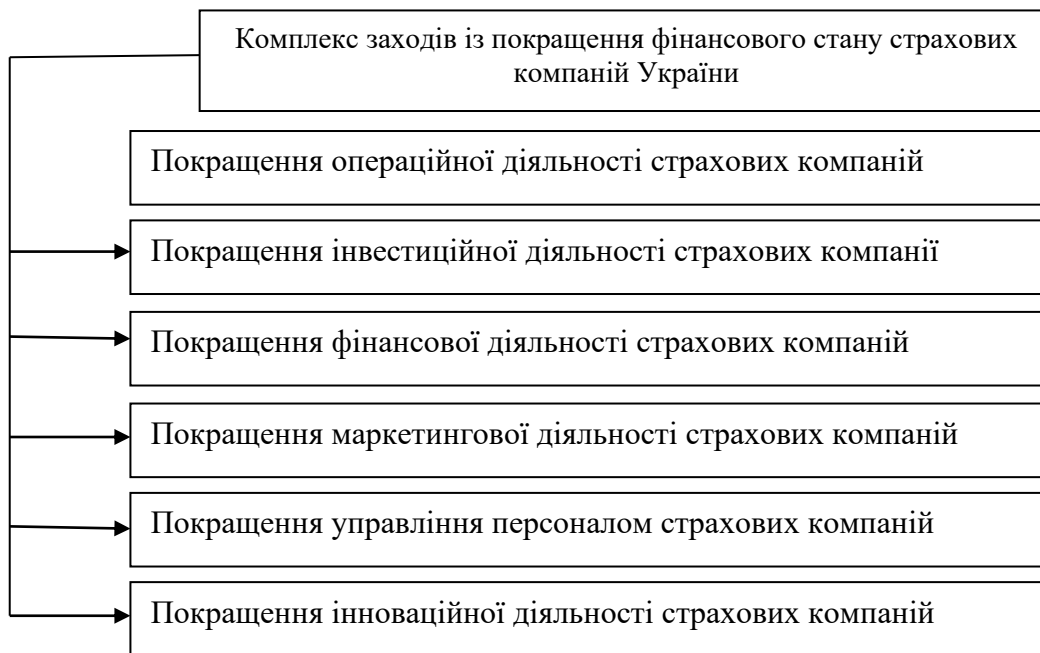 Комплекс заходів із покращення фінансового стану страхових
компаній України
Покращення операційної діяльності страхових компаній
Покращення інвестиційної діяльності страхових компанії
Покращення фінансової діяльності страхових компаній
Покращення маркетингової діяльності страхових компаній
Покращення управління персоналом страхових компаній
Покращення інноваційної діяльності страхових компаній